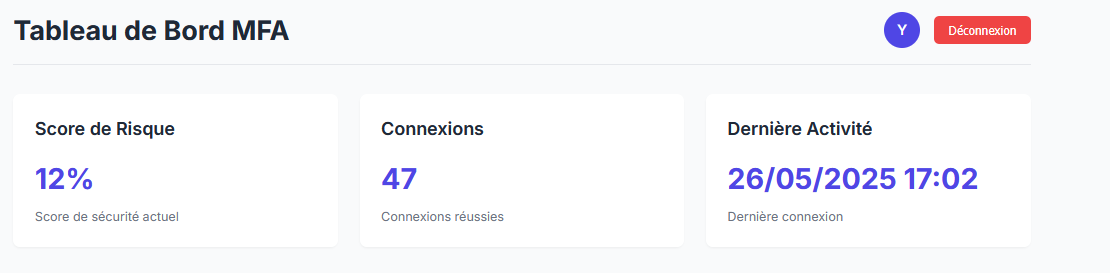 Tableau de Bord MFA
Y
Déconnexion
Score de Risque
12%
Score de sécurité actuel
Connexions
47
Connexions réussies
Dernière Activité
26/05/2025 17:02
Dernière connexion